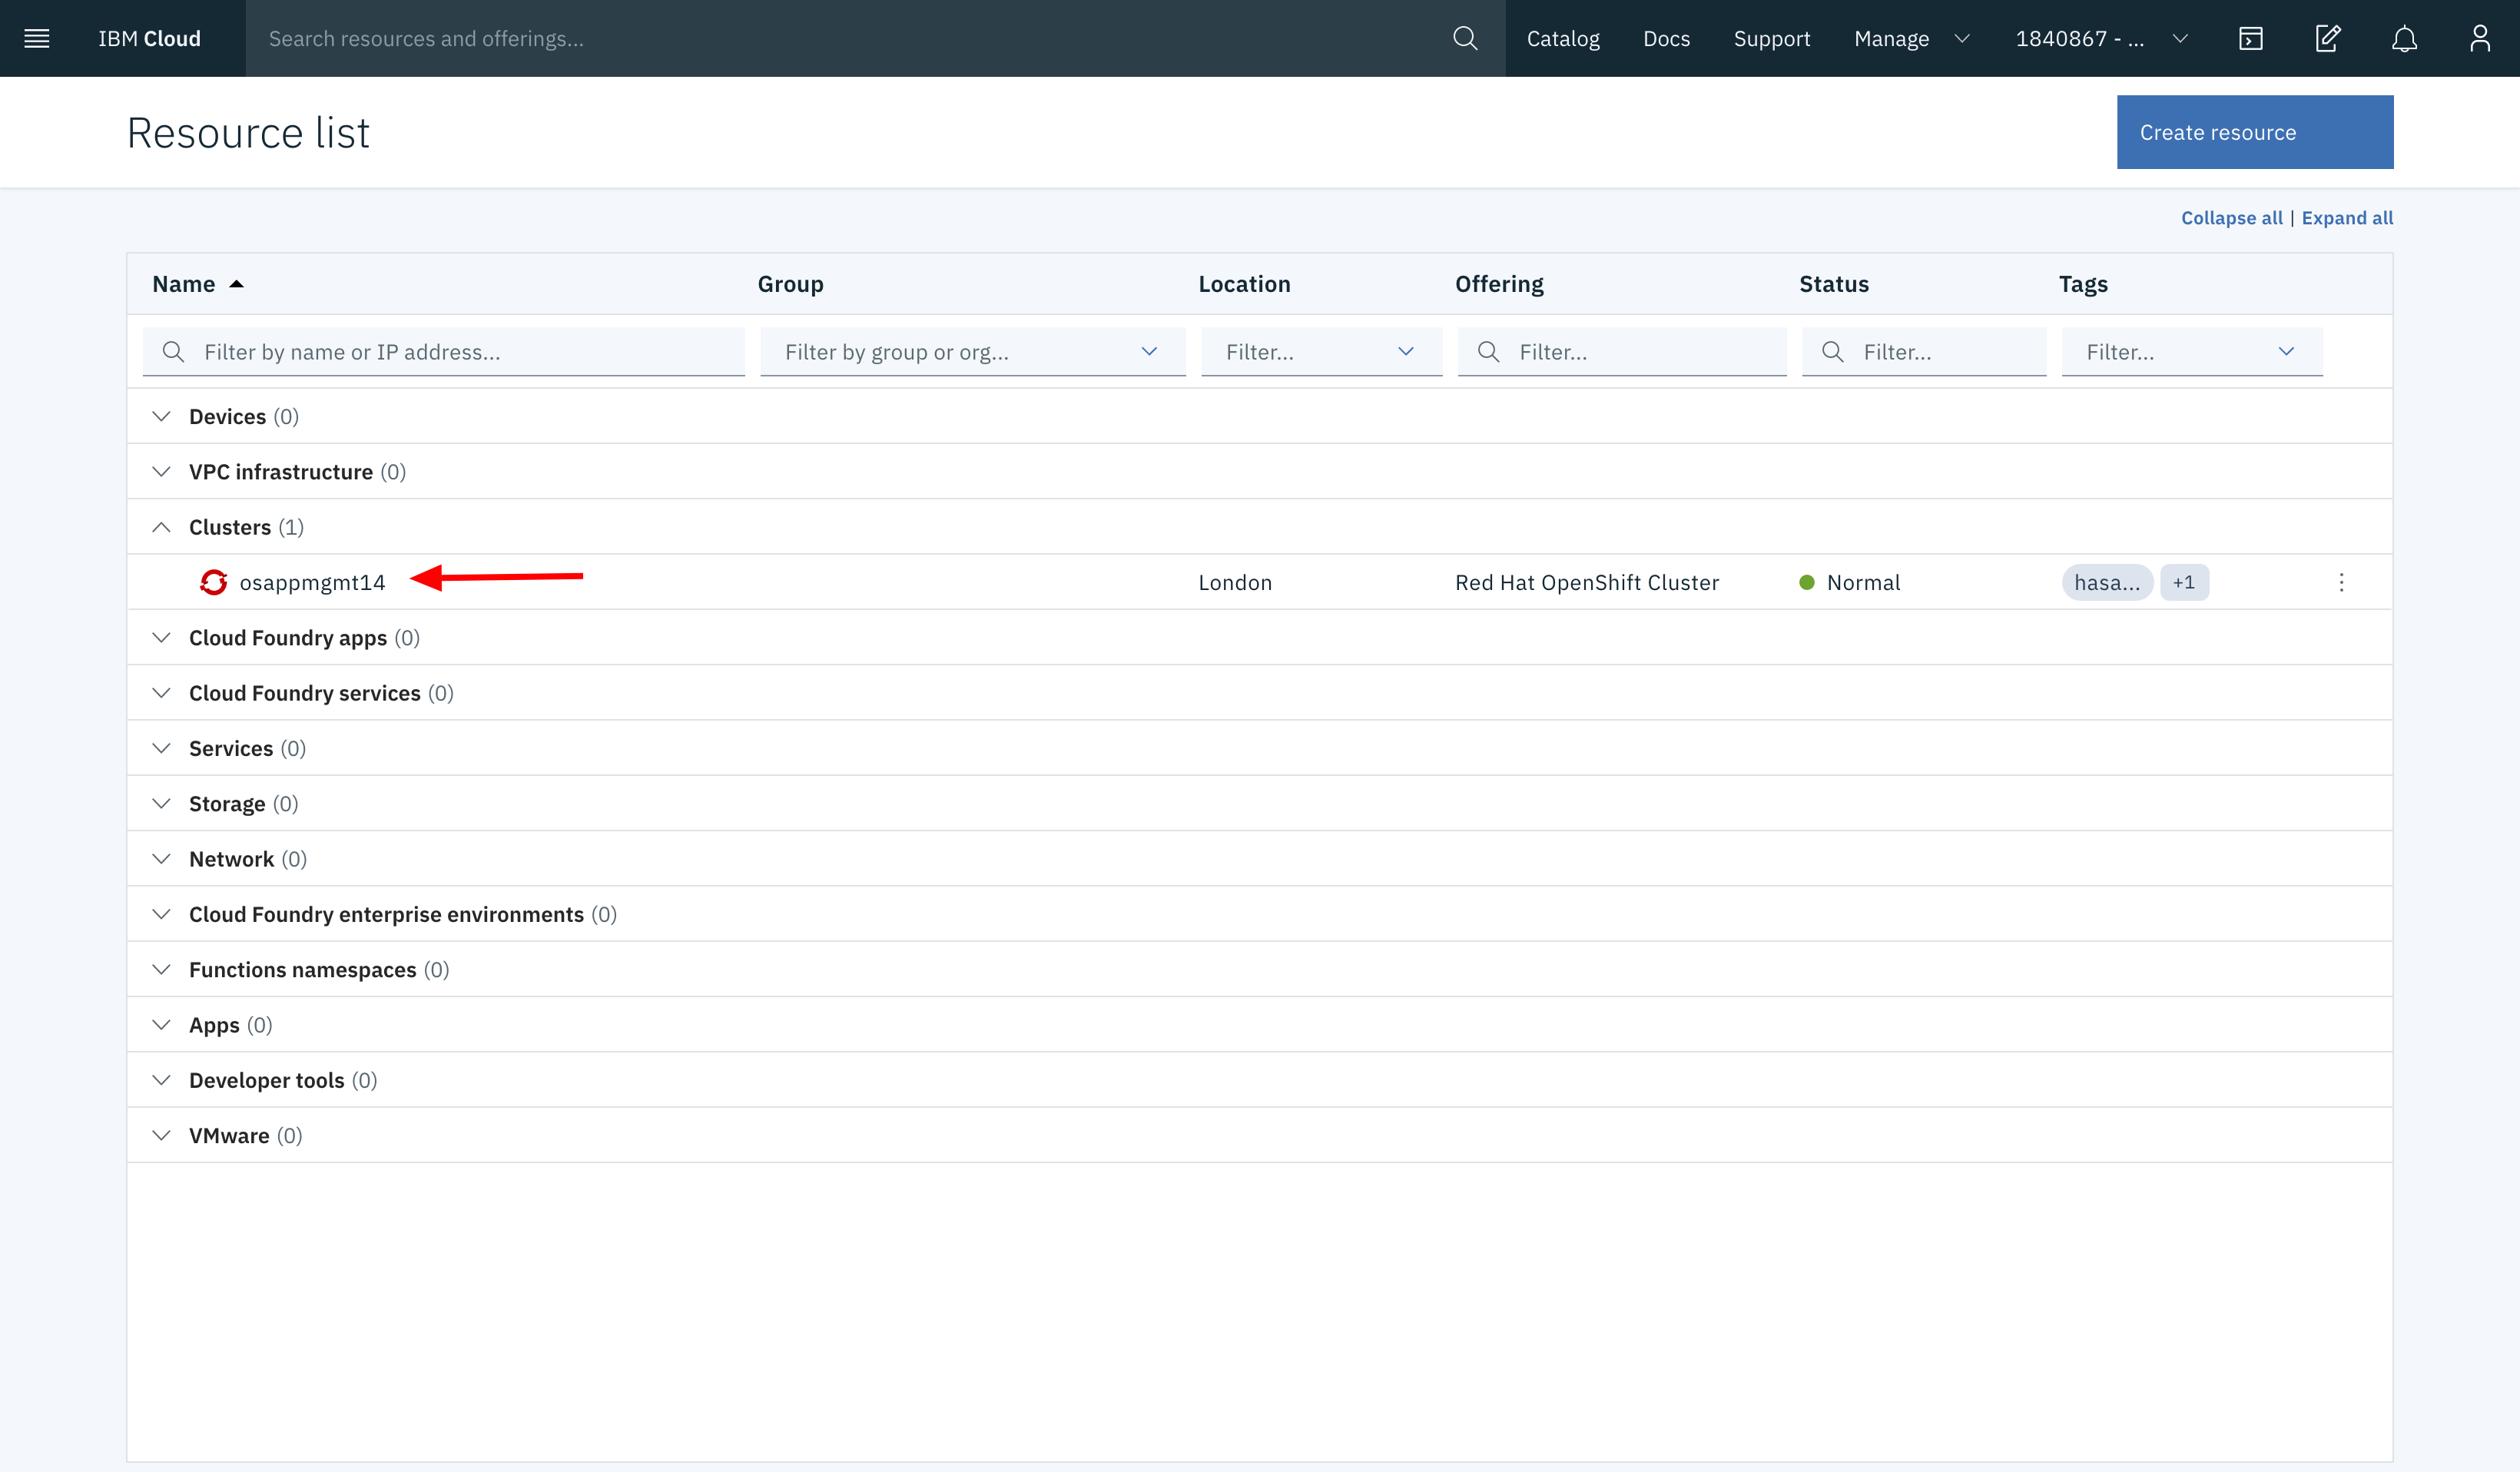 IBM Cloud Search resources and offerings... Catalog Docs Support Manage 1840867 - ...
Resource list Create resource
Collapse all | Expand all
Name Group Location Offering Status Tags
Filter by name or IP address... Filter by group or org... Filter... Filter... Filter... Filter...
Devices (0)
VPC infrastructure (0)
Clusters (1)
osappmgmt14 London Red Hat OpenShift Cluster Normal hasa... +1
Cloud Foundry apps (0)
Cloud Foundry services (0)
Services (0)
Storage (0)
Network (0)
Cloud Foundry enterprise environments (0)
Functions namespaces (0)
Apps (0)
Developer tools (0)
VMware (0)